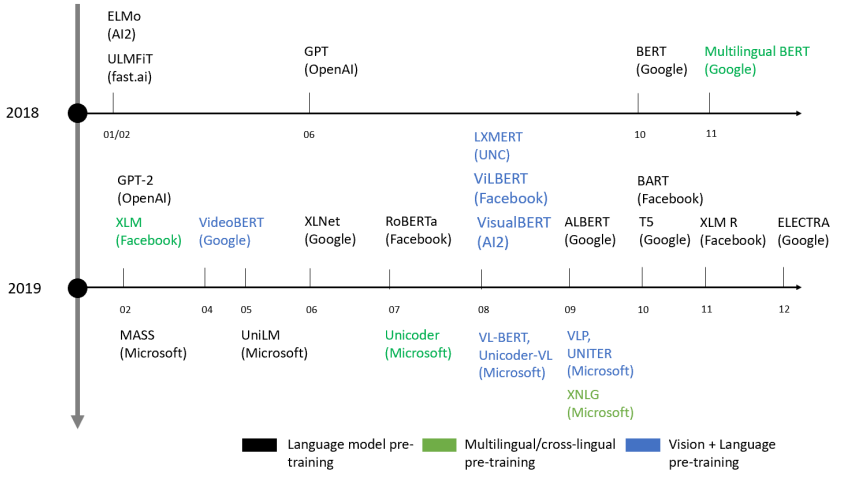 ELMo
(AI2)
ULMFiT
(fast.ai)
GPT
(OpenAI)
BERT
(Google)
Multilingual BERT
(Google)
2018
01/02
06
10
11
LXMERT
(UNC)
ViLBERT
(Facebook)
VisualBERT
(AI2)
GPT-2
(OpenAI)
XLM
(Facebook)
VideoBERT
(Google)
XLNet
(Google)
RoBERTa
(Facebook)
ALBERT
(Google)
BART
(Facebook)
T5
(Google)
XLM R
(Facebook)
ELECTRA
(Google)
2019
02
04
05
06
07
08
09
10
11
12
MASS
(Microsoft)
UniLM
(Microsoft)
Unicoder
(Microsoft)
VL-BERT,
Unicoder-VL
(Microsoft)
VLP,
UNITER
(Microsoft)
XNLG
(Microsoft)
Language model pre-
training
Multilingual/cross-lingual
pre-training
Vision + Language
pre-training